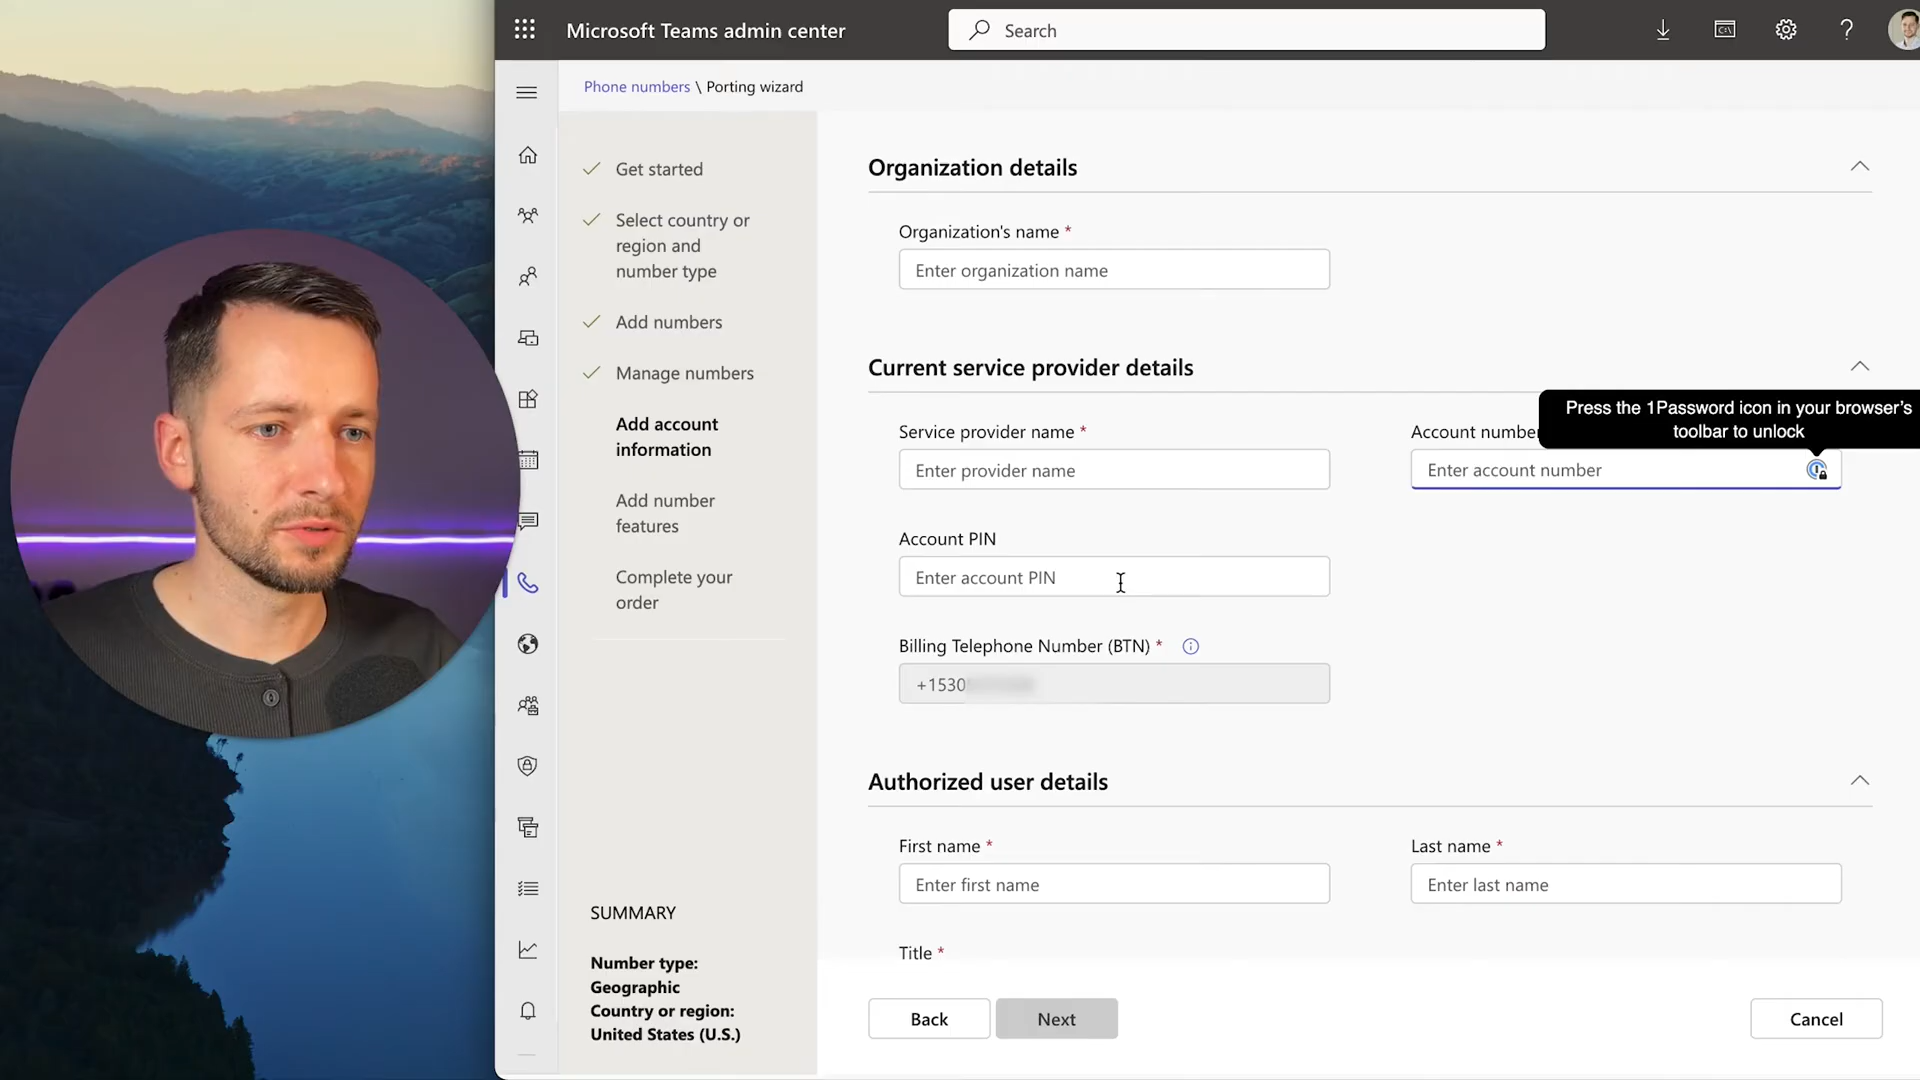 Microsoft Teams admin center
Search
Phone numbers \ Porting wizard
Get started
Select country or
region and
number type
Add numbers
Manage numbers
Add account
information
Add number
features
Complete your
order
SUMMARY
Number type:
Geographic
Country or region:
United States (U.S.)
Organization details
Organization's name *
Enter organization name
Current service provider details
Press the 1Password icon in your browser's
toolbar to unlock
Service provider name *
Enter provider name
Account number
Enter account number
Account PIN
Enter account PIN
Billing Telephone Number (BTN) *
+1530
Authorized user details
First name *
Enter first name
Last name *
Enter last name
Title *
Back
Next
Cancel